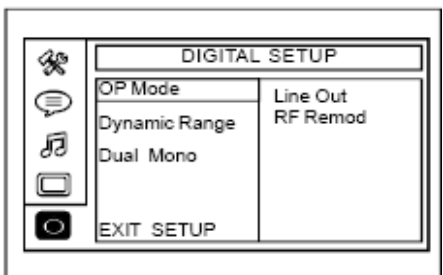 DIGITAL SETUP
OP Mode
Dynamic Range
Dual Mono
EXIT SETUP
Line Out
RF Remod